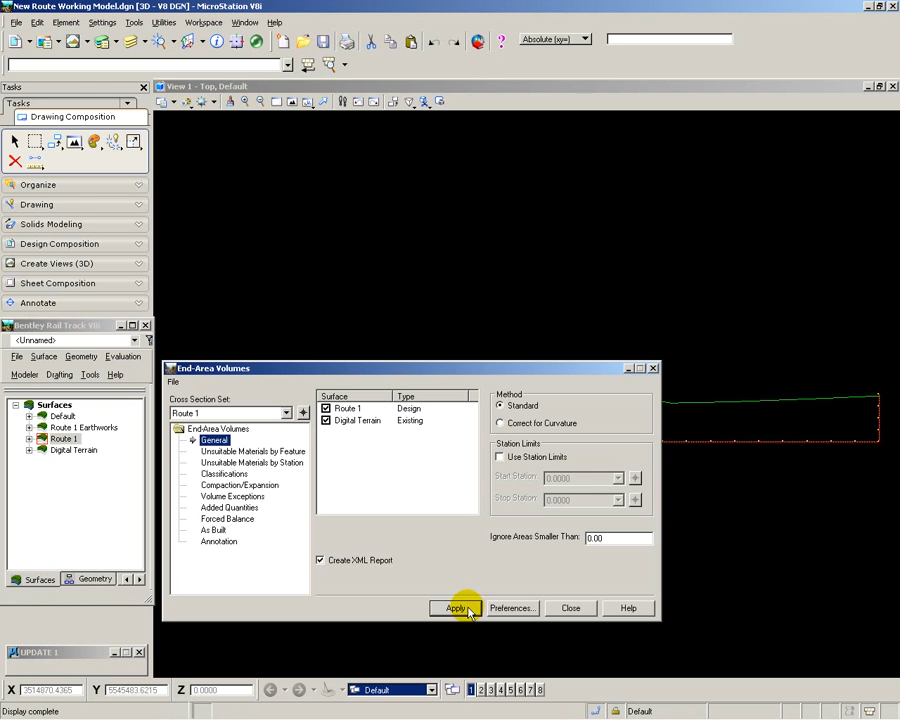 New Route Working Model.dgn [3D - V8 DGN] - MicroStation V8i
File Edit Element Settings Tools Utilities Workspace Window Help
Absolute (xy=)
Tasks
View 1 - Top, Default
Tasks
Drawing Composition
Organize
Drawing
Solids Modeling
Design Composition
Create Views (3D)
Sheet Composition
Annotate
Bentley Rail Track V8i
<Unnamed>
File Surface Geometry Evaluation
Modeler Drafting Tools Help
Surfaces
Default
Route 1 Earthworks
Route 1
Digital Terrain
Surfaces Geometry
End-Area Volumes
File
Cross Section Set:
Route 1
End-Area Volumes
General
Unsuitable Materials by Feature
Unsuitable Materials by Station
Classifications
Compaction/Expansion
Volume Exceptions
Added Quantities
Forced Balance
As Built
Annotation
Surface Type
Route 1 Design
Digital Terrain Existing
Create XML Report
Method
Standard
Correct for Curvature
Station Limits
Use Station Limits
Start Station: 0.0000
Stop Station: 0.0000
Ignore Areas Smaller Than: 0.00
Apply Preferences... Close Help
UPDATE 1
X 3514870.4365 Y 5545483.6215 Z 0.0000 Default 1 2 3 4 5 6 7 8
Display complete Default